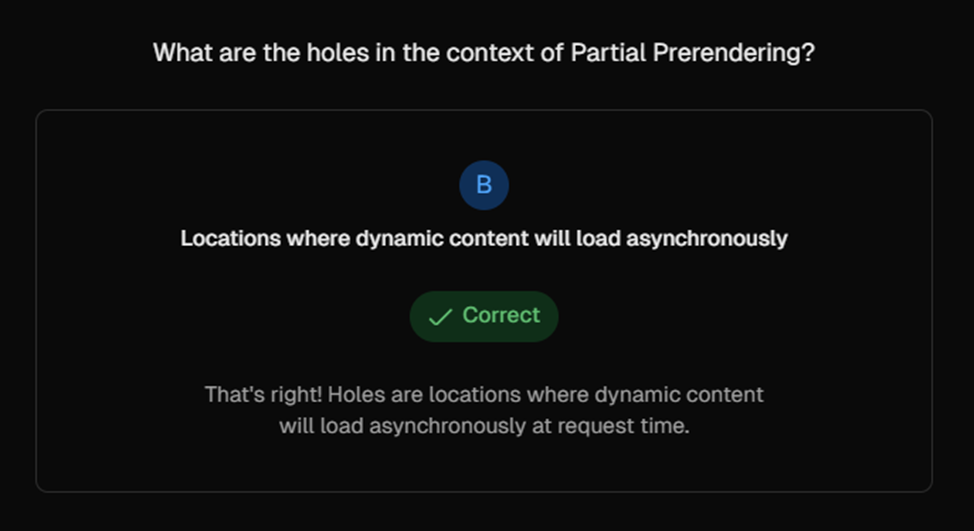 What are the holes in the context of Partial Prerendering?
B
Locations where dynamic content will load asynchronously
Correct
That's right! Holes are locations where dynamic content
will load asynchronously at request time.